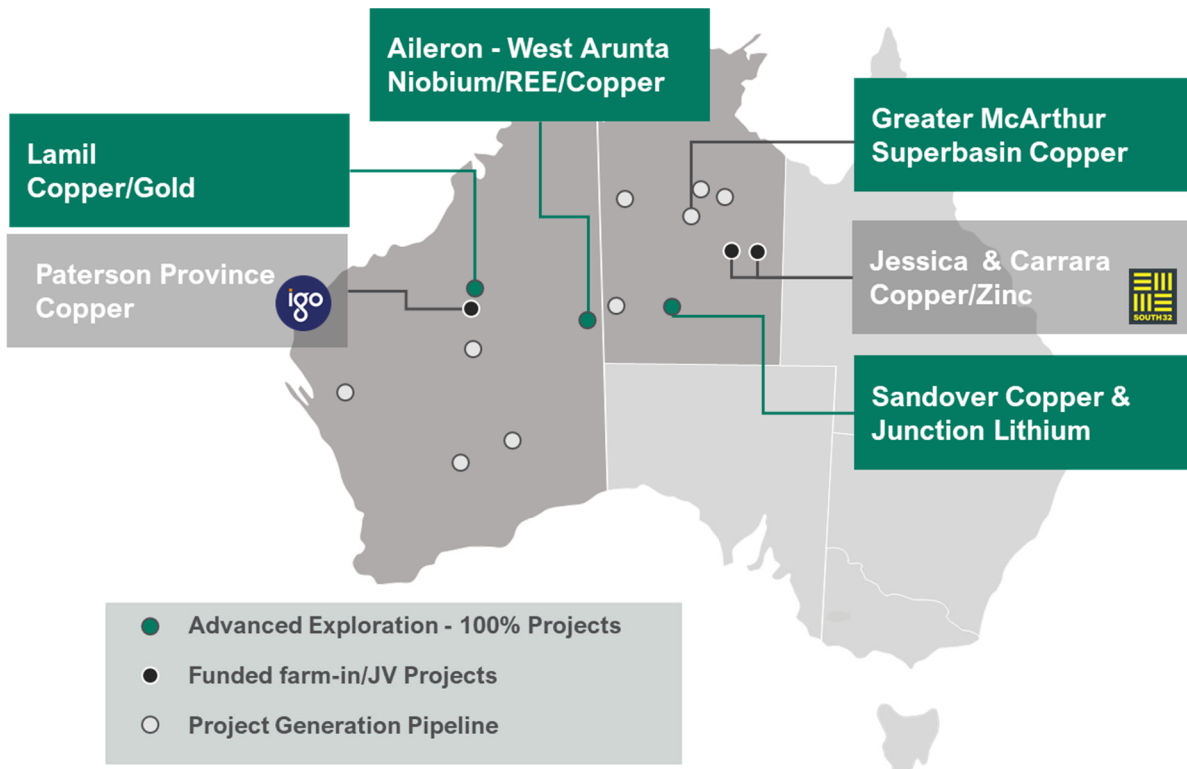 Aileron - West Arunta
Niobium/REE/Copper
Greater McArthur
Superbasin Copper
Lamil
Copper/Gold
Paterson Province
Copper
igo
Jessica & Carrara
Copper/Zinc
SOUTH32
Sandover Copper &
Junction Lithium
Advanced Exploration - 100% Projects
Funded farm-in/JV Projects
Project Generation Pipeline